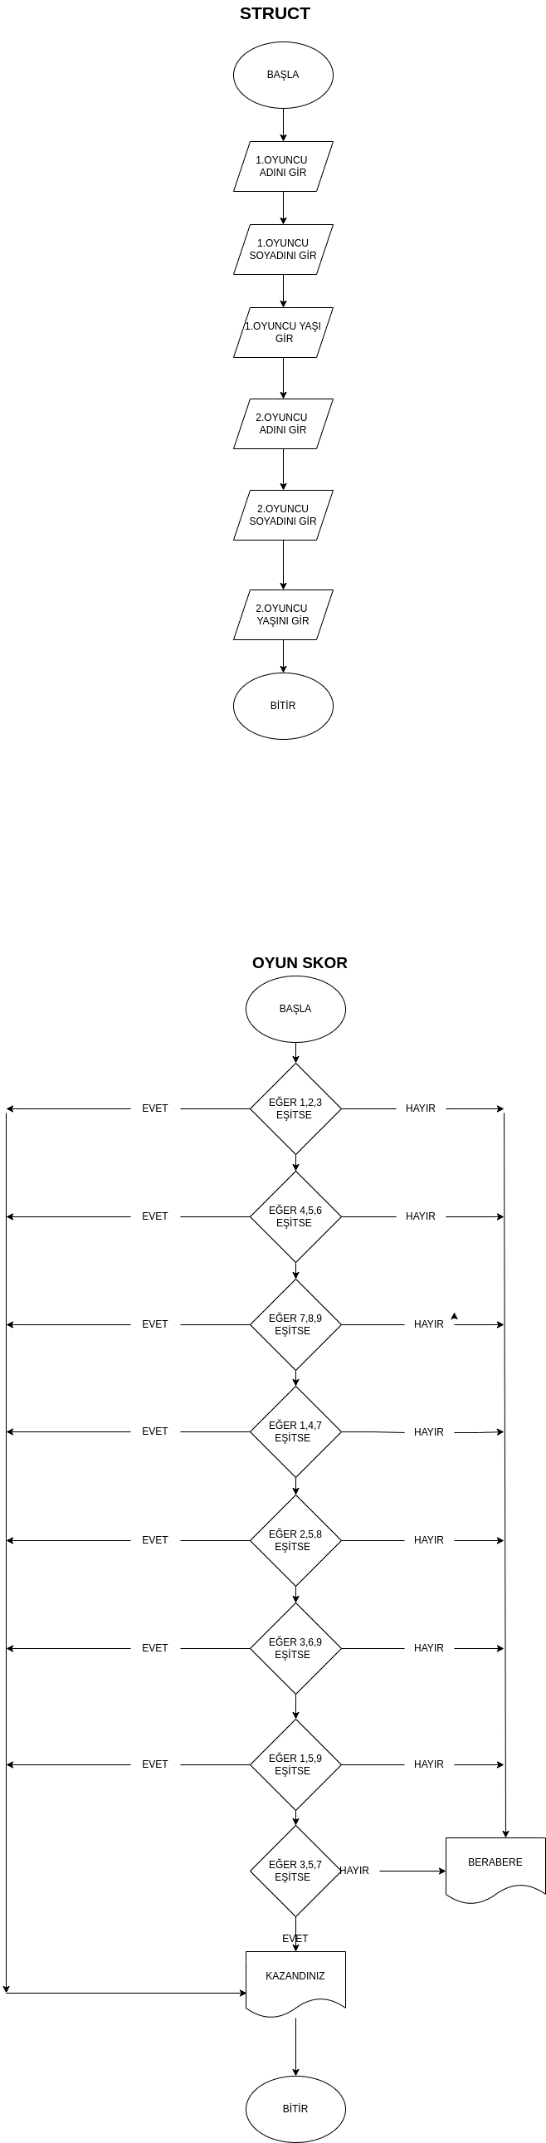 STRUCT
BAŞLA
1.OYUNCU
ADINI GİR
1.OYUNCU
SOYADINI GİR
1.OYUNCU YAŞI
GİR
2.OYUNCU
ADINI GİR
2.OYUNCU
SOYADINI GİR
2.OYUNCU
YAŞINI GİR
BİTİR
OYUN SKOR
BAŞLA
EĞER 1,2,3
EŞİTSE
EVET
HAYIR
EĞER 4,5,6
EŞİTSE
EVET
HAYIR
EĞER 7,8,9
EŞİTSE
EVET
HAYIR
EĞER 1,4,7
EŞİTSE
EVET
HAYIR
EĞER 2,5,8
EŞİTSE
EVET
HAYIR
EĞER 3,6,9
EŞİTSE
EVET
HAYIR
EĞER 1,5,9
EŞİTSE
EVET
HAYIR
EĞER 3,5,7
EŞİTSE
HAYIR
BERABERE
EVET
KAZANDINIZ
BİTİR